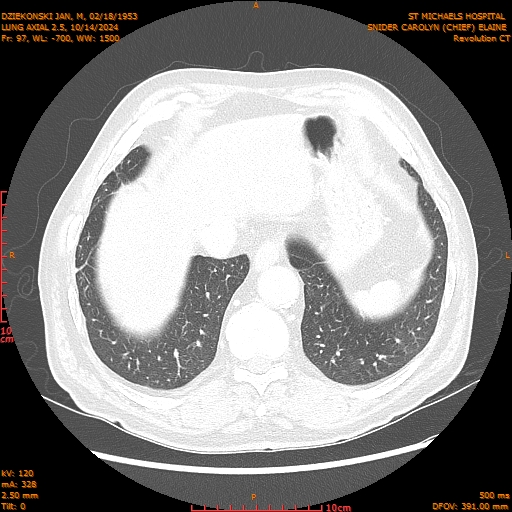 A
DZIEKONSKI JAN, M, 02/18/1953
LUNG AXIAL 2.5, 10/14/2024
Fr: 97, WL: -700, WW: 1500
ST MICHAELS HOSPITAL
SNIDER CAROLYN (CHIEF) ELAINE
Revolution CT
R
L
10
cm
kV: 120
mA: 328
2.50 mm
Tilt: 0
P
10cm
500 ms
DFOV: 391.00 mm